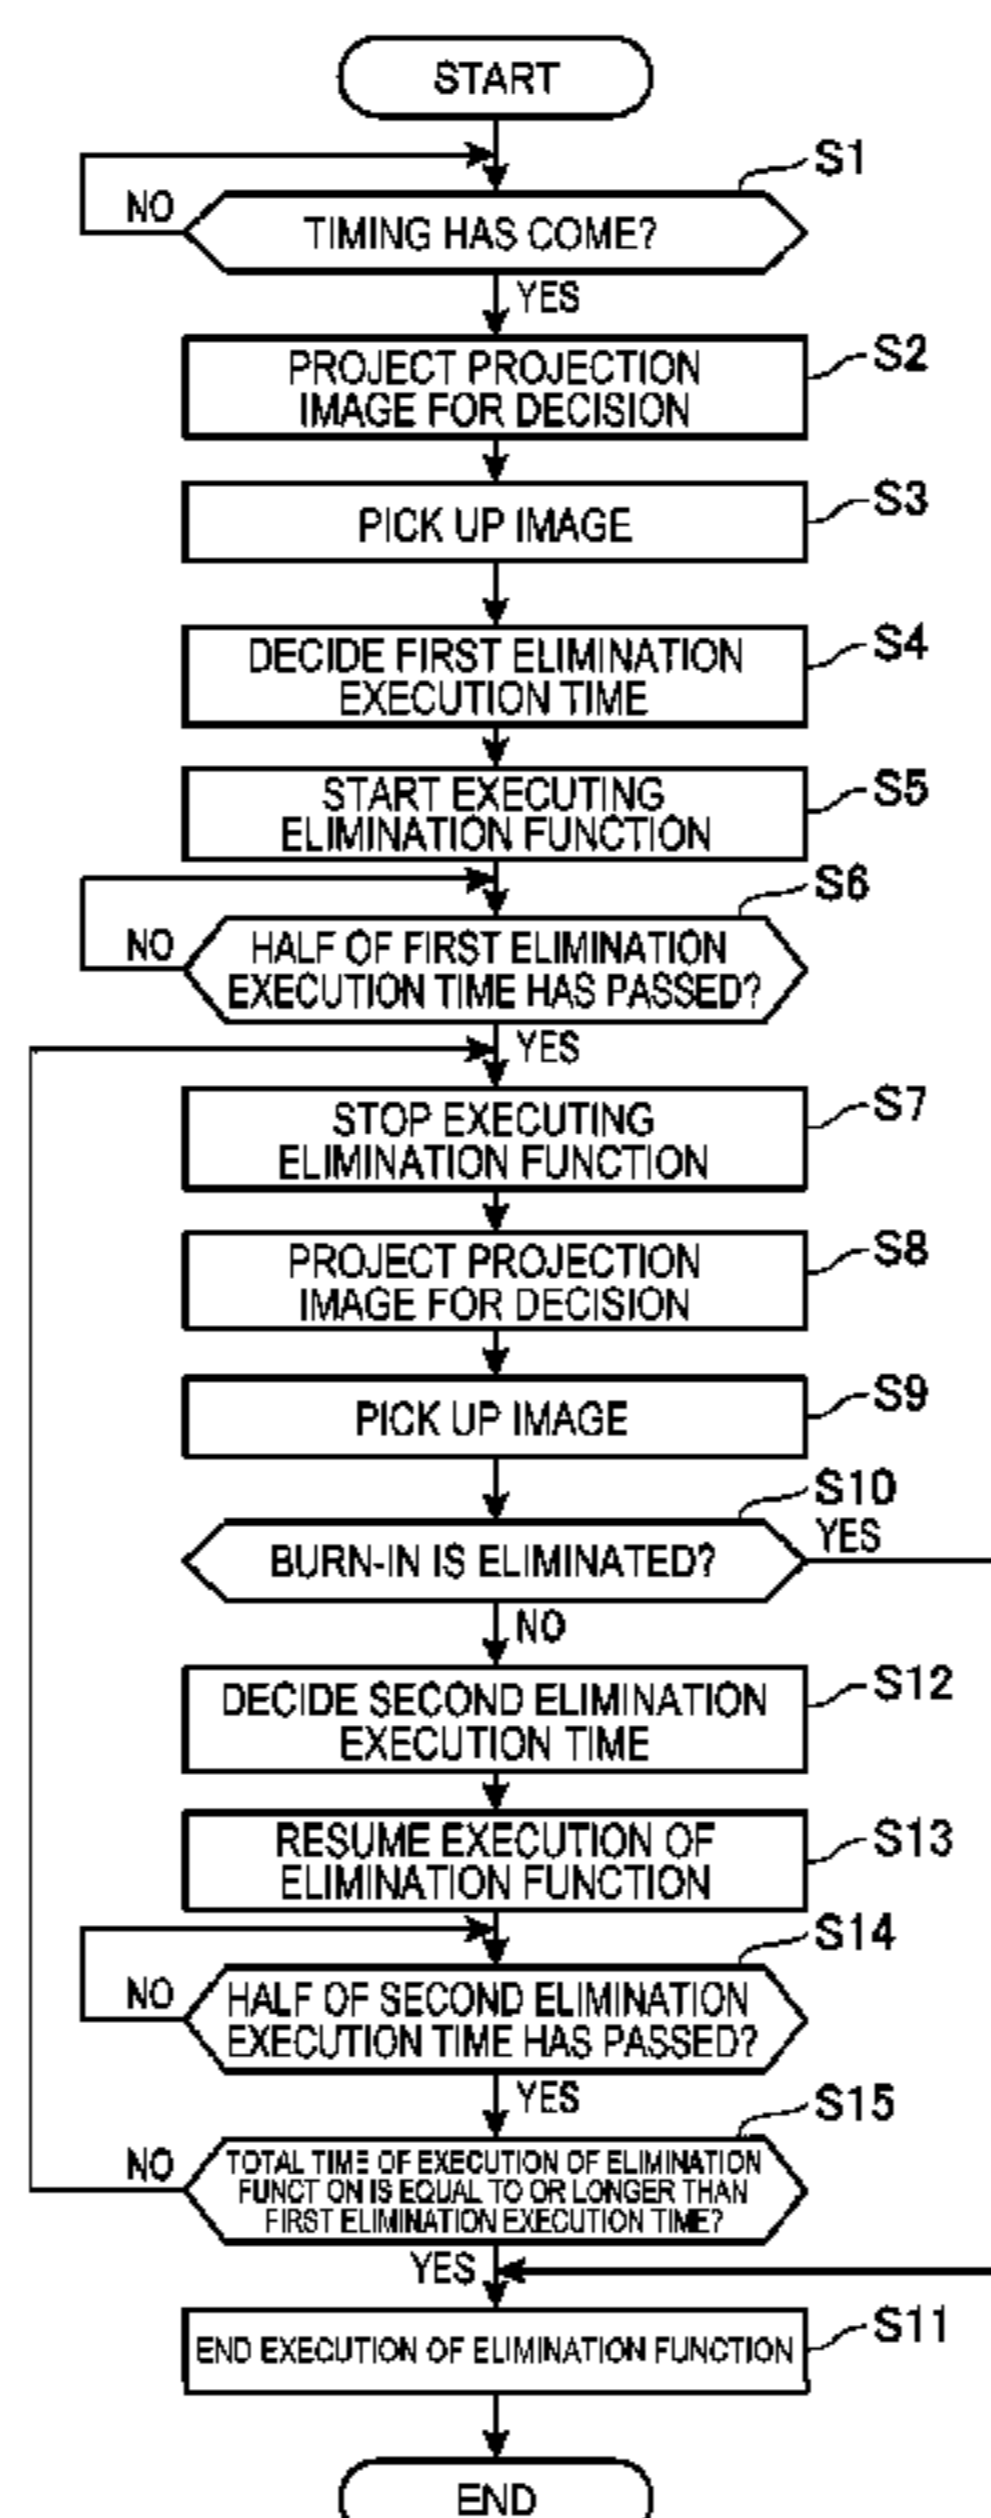 START
S1
NO
TIMING HAS COME?
YES
S2
PROJECT PROJECTION
IMAGE FOR DECISION
S3
PICK UP IMAGE
S4
DECIDE FIRST ELIMINATION
EXECUTION TIME
S5
START EXECUTING
ELIMINATION FUNCTION
S6
NO
HALF OF FIRST ELIMINATION
EXECUTION TIME HAS PASSED?
YES
S7
STOP EXECUTING
ELIMINATION FUNCTION
S8
PROJECT PROJECTION
IMAGE FOR DECISION
S9
PICK UP IMAGE
S10
YES
BURN-IN IS ELIMINATED?
NO
S12
DECIDE SECOND ELIMINATION
EXECUTION TIME
S13
RESUME EXECUTION OF
ELIMINATION FUNCTION
S14
NO
HALF OF SECOND ELIMINATION
EXECUTION TIME HAS PASSED?
YES
S15
NO
TOTAL TIME OF EXECUTION OF ELIMINATION
FUNCT ON IS EQUAL TO OR LONGER THAN
FIRST ELIMINATION EXECUTION TIME?
YES
S11
END EXECUTION OF ELIMINATION FUNCTION
END